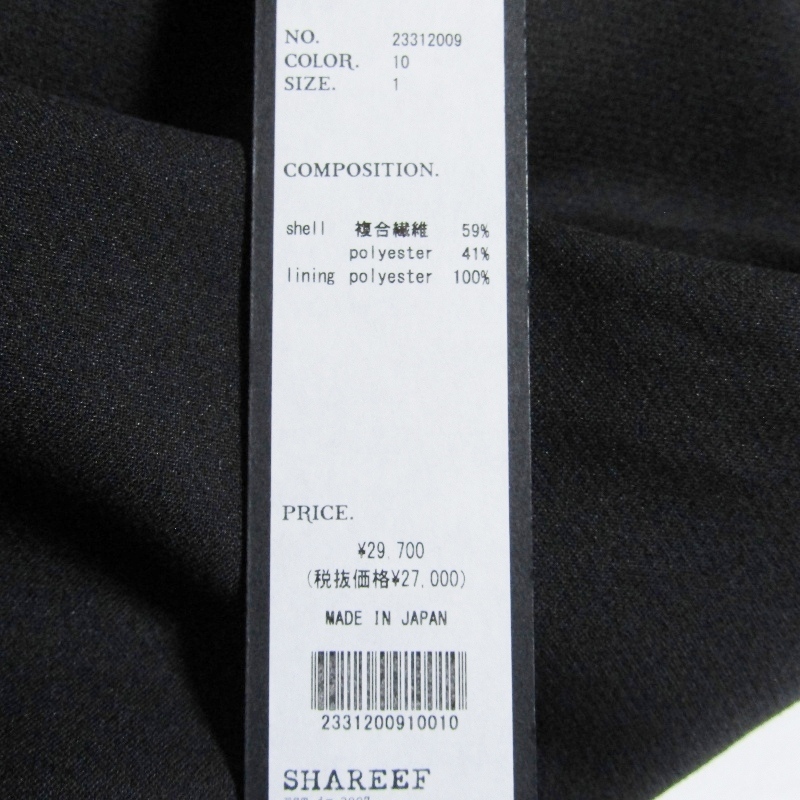 NO. 23312009
COLOR. 10
SIZE. 1
COMPOSITION.
shell 複合繊維 59%
polyester 41%
lining polyester 100%
PRICE.
¥29,700
(税抜価格¥27,000)
MADE IN JAPAN
2331200910010
SHAREEF